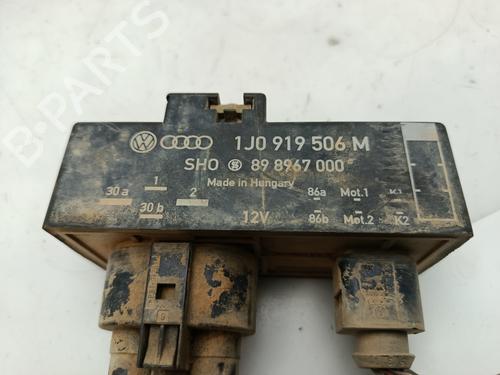 1J0 919 506 M
SHO 89 8967 000
Made in Hungary
30 a 1 2 86a Mot.1
30 b 12V 86b Mot.2 K2